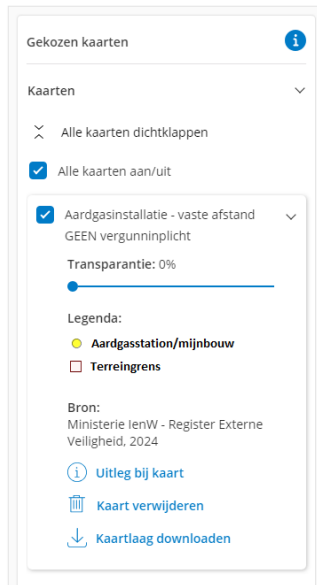 Gekozen kaarten
Kaarten
Alle kaarten dichtklappen
Alle kaarten aan/uit
Aardgasinstallatie - vaste afstand
GEEN vergunninplicht
Transparantie: 0%
Legenda:
Aardgasstation/mijnbouw
Terreingrens
Bron:
Ministerie IenW - Register Externe
Veiligheid, 2024
Uitleg bij kaart
Kaart verwijderen
Kaartlaag downloaden